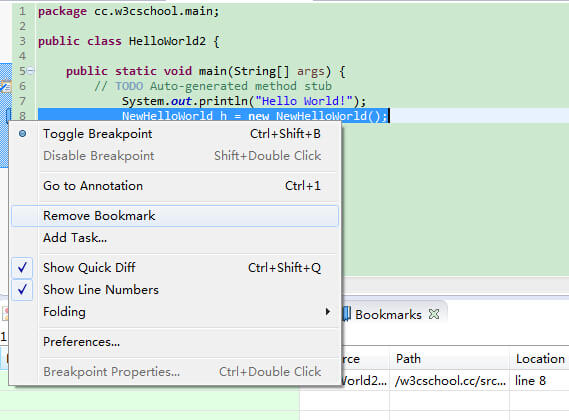 1 package cc.w3cschool.main;
2
3 public class HelloWorld2 {
4
5 public static void main(String[] args) {
6 // TODO Auto-generated method stub
7 System.out.println("Hello World!");
8 NewHelloWorld h = new NewHelloWorld();
Toggle Breakpoint Ctrl+Shift+B
Disable Breakpoint Shift+Double Click
Go to Annotation Ctrl+1
Remove Bookmark
Add Task...
Show Quick Diff Ctrl+Shift+Q
Show Line Numbers
Folding
Preferences...
Breakpoint Properties... Ctrl+Double Click
Bookmarks
1
rce Path Location
World2... /w3cschool.cc/src... line 8